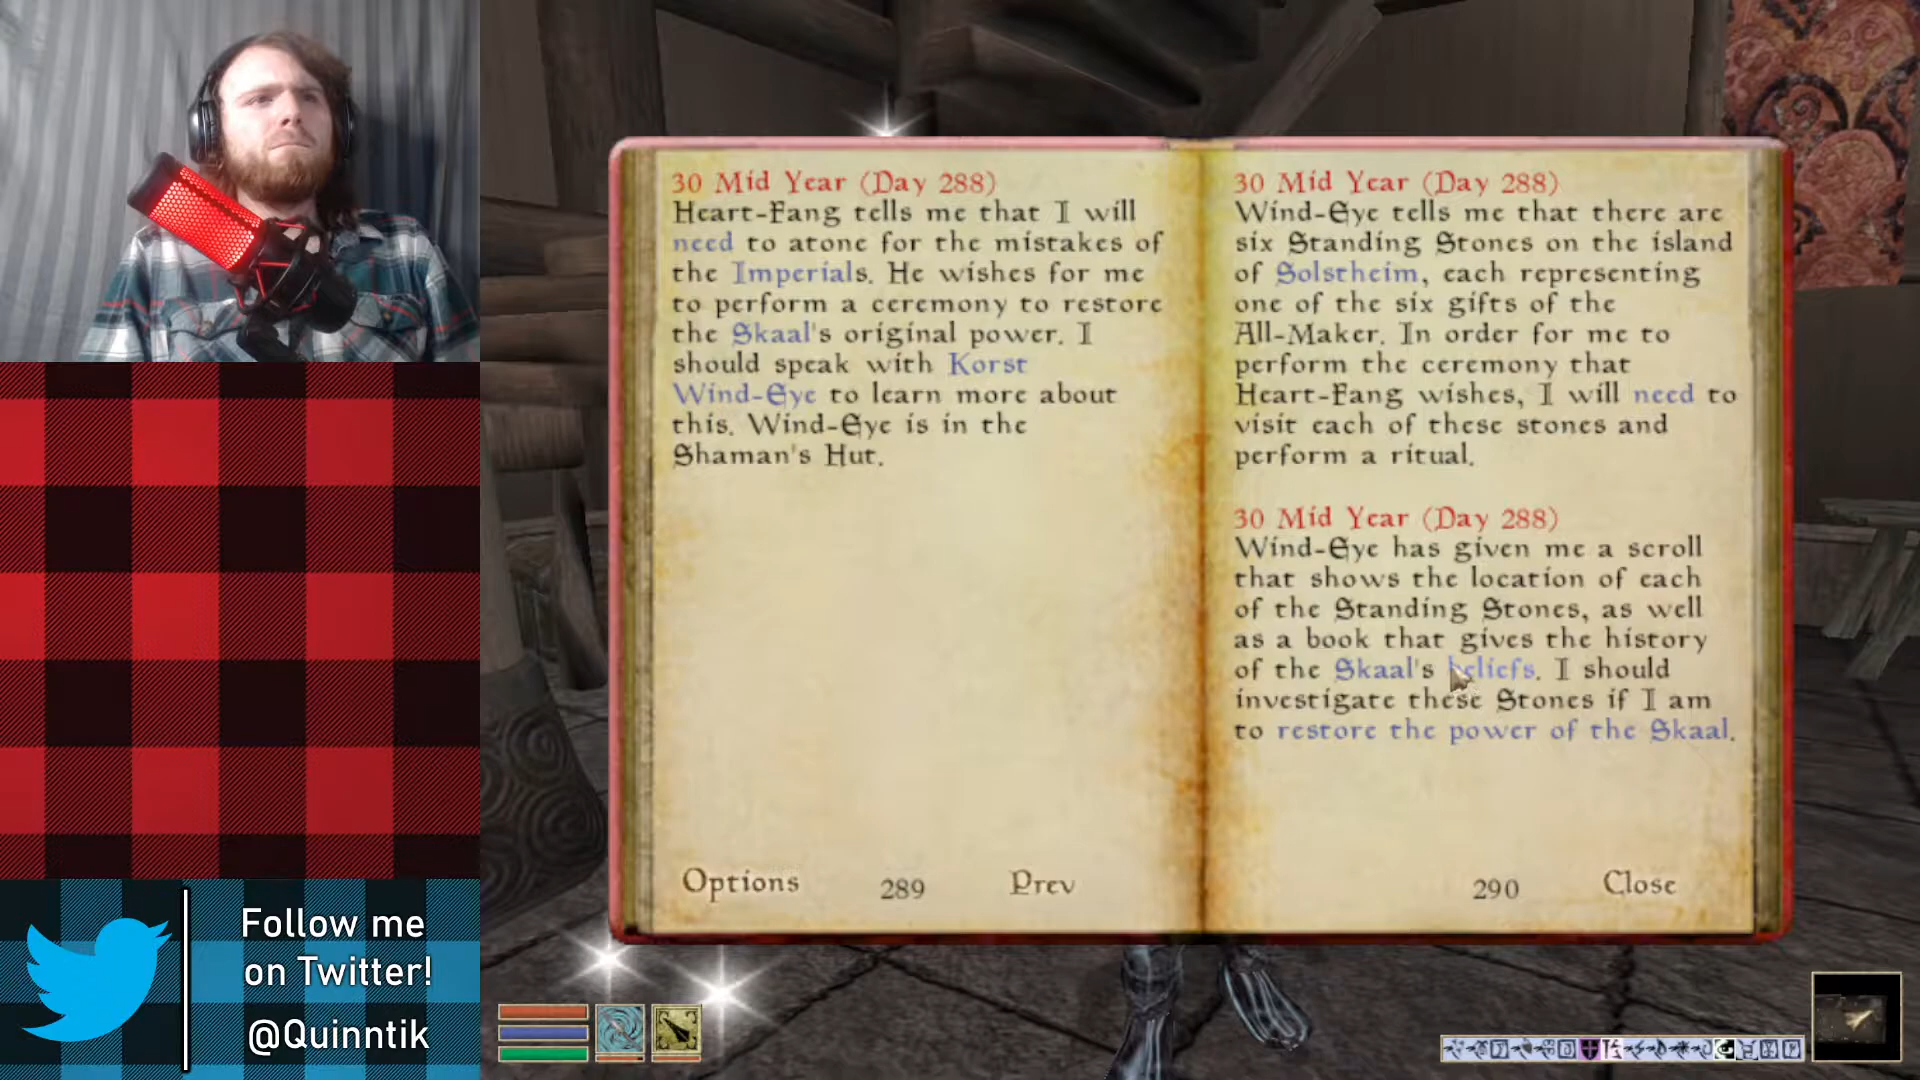 30 Mid Year (Day 288)
Heart-Fang tells me that I will
need to atone for the mistakes of
the Imperials. He wishes for me
to perform a ceremony to restore
the Skaal's original power. I
should speak with Korst
Wind-Eye to learn more about
this. Wind-Eye is in the
Shaman's Hut.
Options
289
Prev
30 Mid Year (Day 288)
Wind-Eye tells me that there are
six Standing Stones on the island
of Solstheim, each representing
one of the six gifts of the
All-Maker. In order for me to
perform the ceremony that
Heart-Fang wishes, I will need to
visit each of these stones and
perform a ritual.
30 Mid Year (Day 288)
Wind-Eye has given me a scroll
that shows the location of each
of the Standing Stones, as well
as a book that gives the history
of the Skaal's beliefs. I should
investigate these Stones if I am
to restore the power of the Skaal.
290
Close
Follow me
on Twitter!
@Quinntik